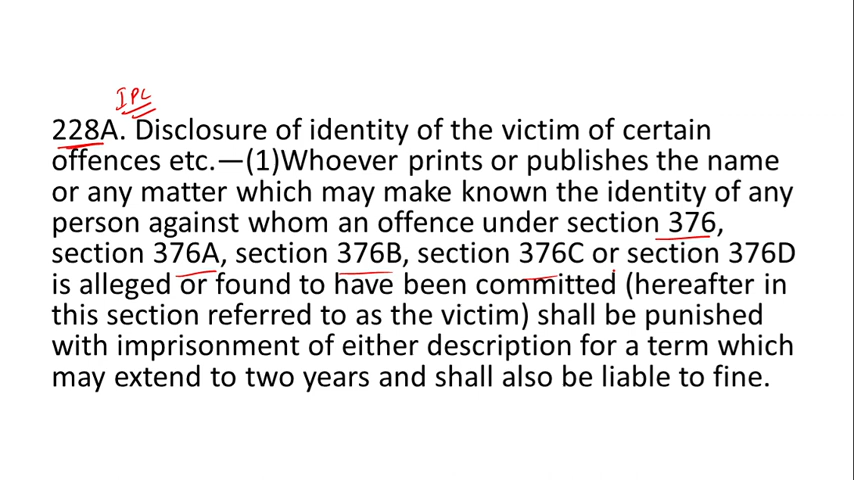 IPC
228A. Disclosure of identity of the victim of certain
offences etc.—(1)Whoever prints or publishes the name
or any matter which may make known the identity of any
person against whom an offence under section 376,
section 376A, section 376B, section 376C or section 376D
is alleged or found to have been committed (hereafter in
this section referred to as the victim) shall be punished
with imprisonment of either description for a term which
may extend to two years and shall also be liable to fine.